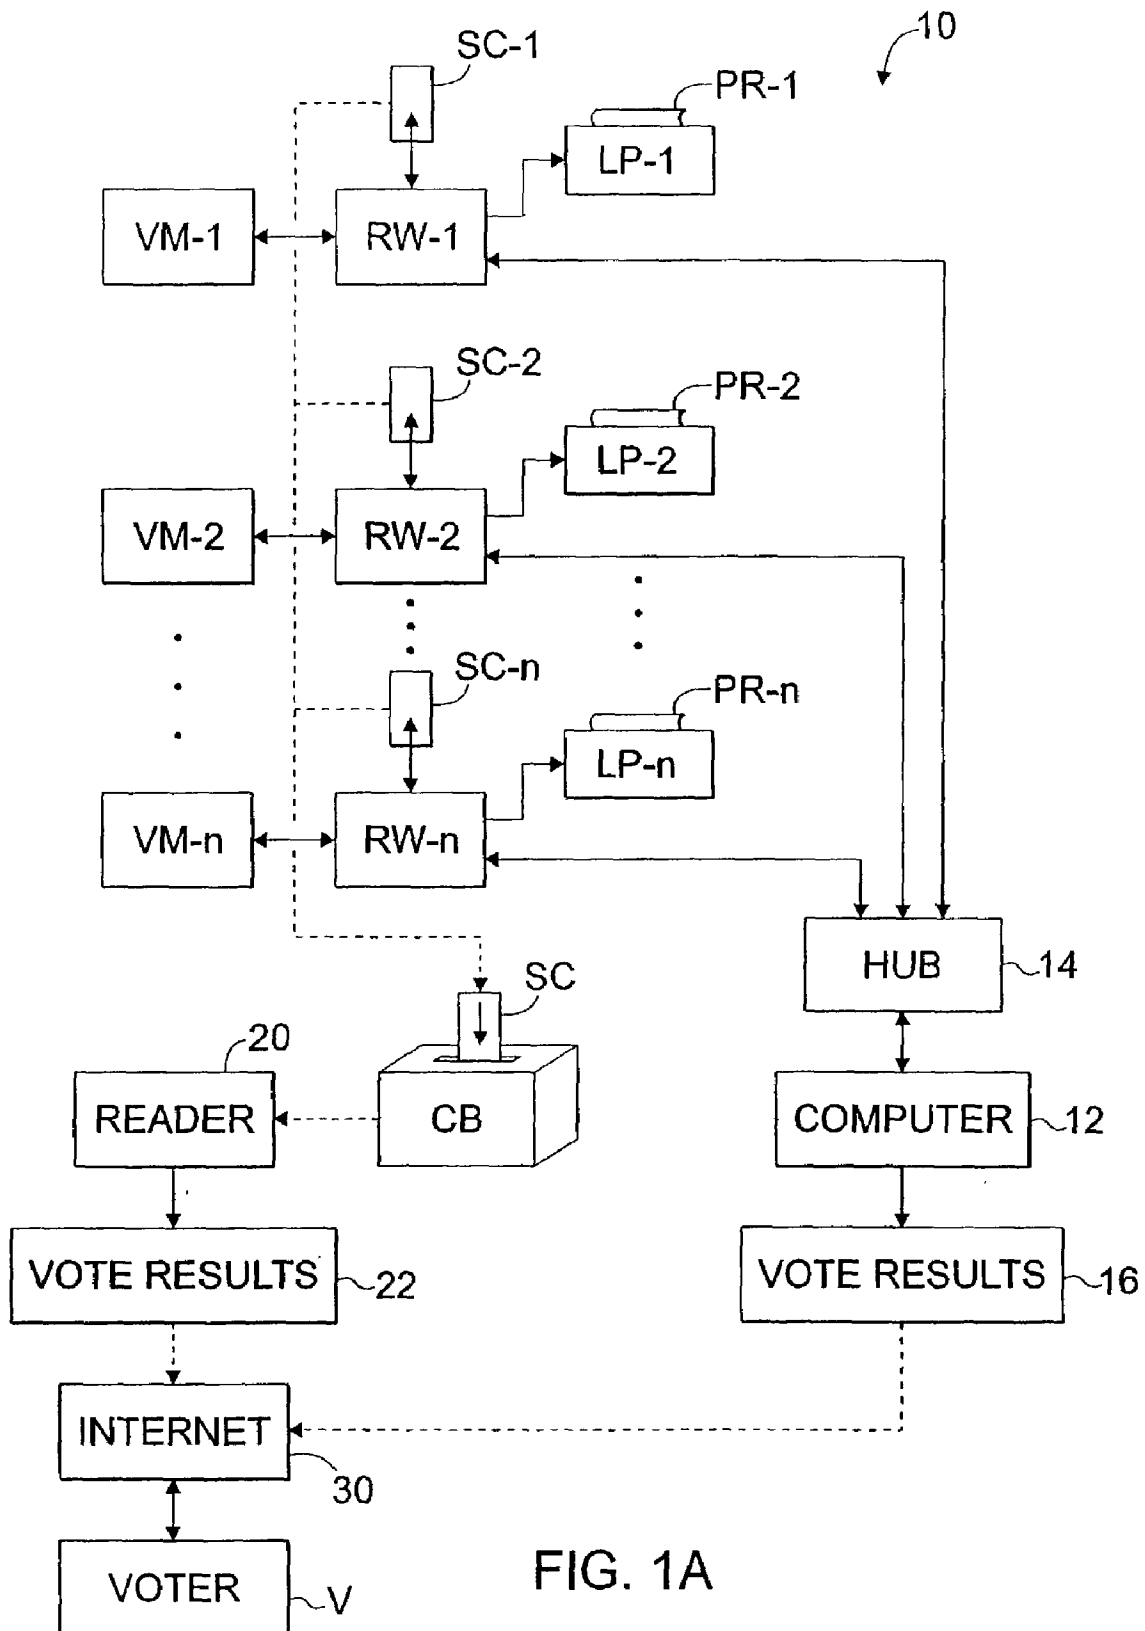 10
SC-1
PR-1
LP-1
VM-1
RW-1
SC-2
PR-2
LP-2
VM-2
RW-2
SC-n
PR-n
LP-n
VM-n
RW-n
HUB
14
SC
20
READER
CB
COMPUTER
12
VOTE RESULTS
22
VOTE RESULTS
16
INTERNET
30
VOTER
V
FIG. 1A